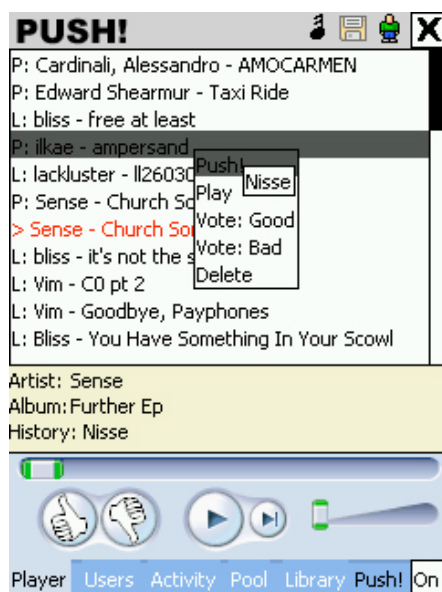 PUSH! X
P: Cardinali, Alessandro - AMOCARMEN
P: Edward Shearmur - Taxi Ride
L: bliss - free at least
P: ilkae - ampersand
Push!
L: lackluster - ll26030
Nisse
Play
P: Sense - Church So
Vote: Good
> Sense - Church So
Vote: Bad
L: bliss - it's not the s
Delete
L: Vim - C0 pt 2
L: Vim - Goodbye, Payphones
L: Bliss - You Have Something In Your Scowl
Artist: Sense
Album: Further Ep
History: Nisse
Player Users Activity Pool Library Push! On